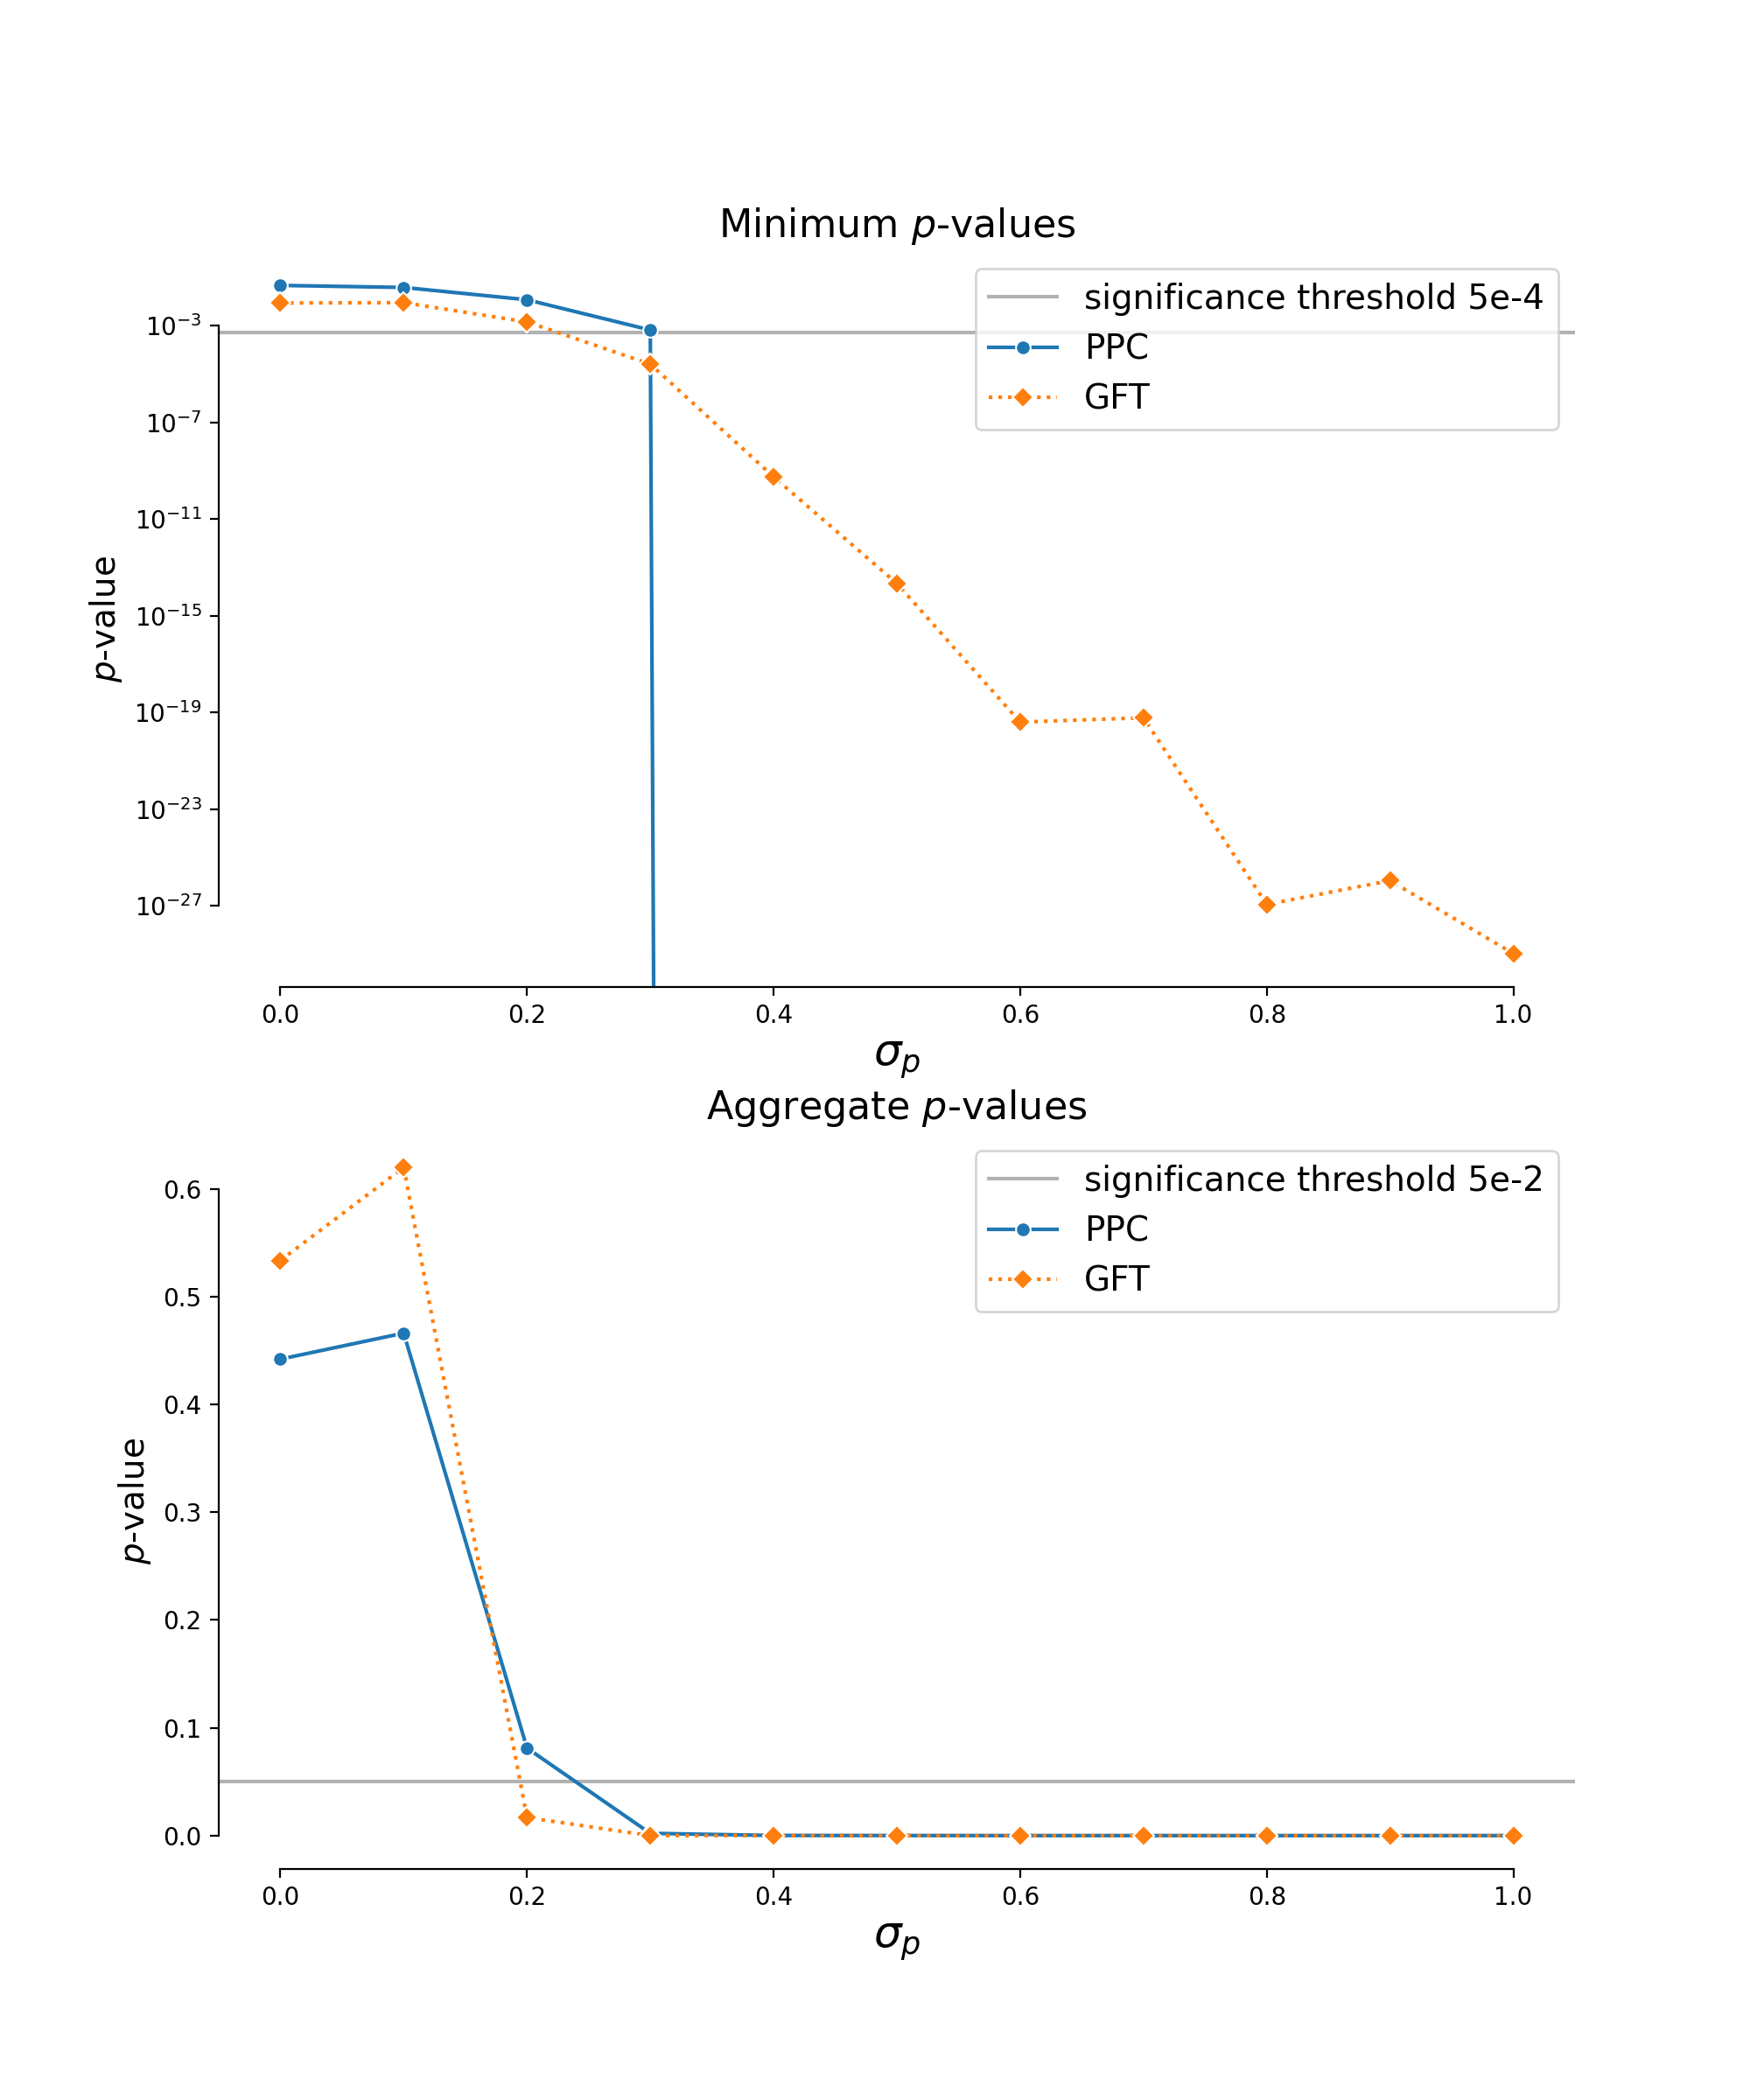 Minimum p-values
significance threshold 5e-4
PPC
GFT
10⁻³
10⁻⁷
10⁻¹¹
10⁻¹⁵
10⁻¹⁹
10⁻²³
10⁻²⁷
p-value
0.0 0.2 0.4 0.6 0.8 1.0
σₚ
Aggregate p-values
significance threshold 5e-2
PPC
GFT
0.6
0.5
0.4
0.3
0.2
0.1
0.0
p-value
0.0 0.2 0.4 0.6 0.8 1.0
σₚ